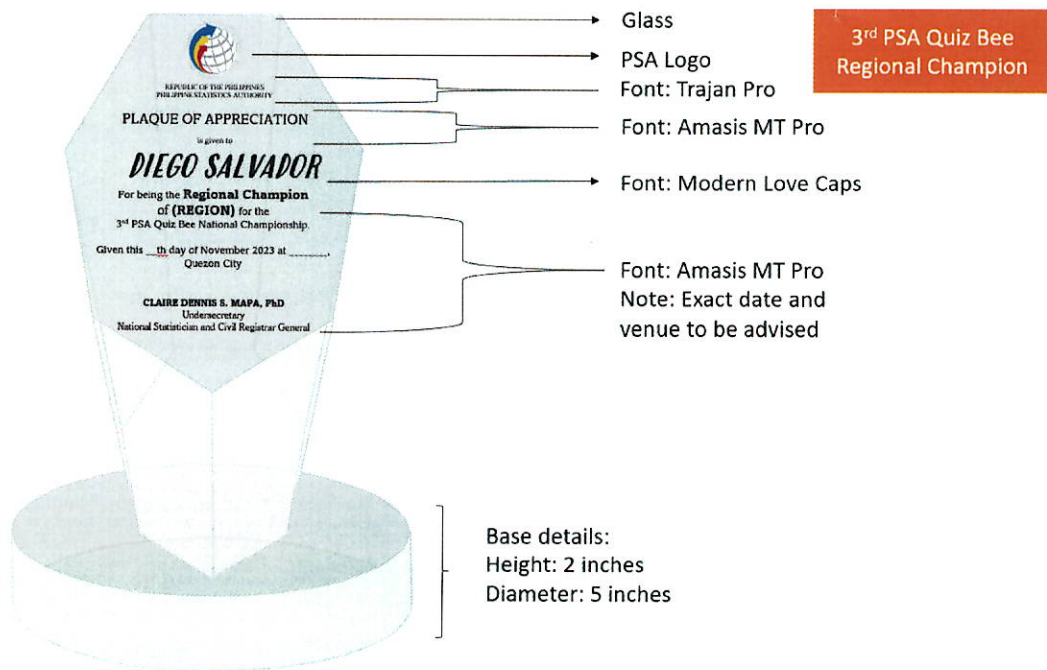 Glass
3rd PSA Quiz Bee
Regional Champion
PSA Logo
REPUBLIC OF THE PHILIPPINES
PHILIPPINE STATISTICS AUTHORITY
Font: Trajan Pro
PLAQUE OF APPRECIATION
is given to
Font: Amasis MT Pro
DIEGO SALVADOR
Font: Modern Love Caps
For being the Regional Champion
of (REGION) for the
3rd PSA Quiz Bee National Championship.
Given this __th day of November 2023 at _______,
Quezon City
CLAIRE DENNIS S. MAPA, PhD
Undersecretary
National Statistician and Civil Registrar General
Font: Amasis MT Pro
Note: Exact date and
venue to be advised
Base details:
Height: 2 inches
Diameter: 5 inches